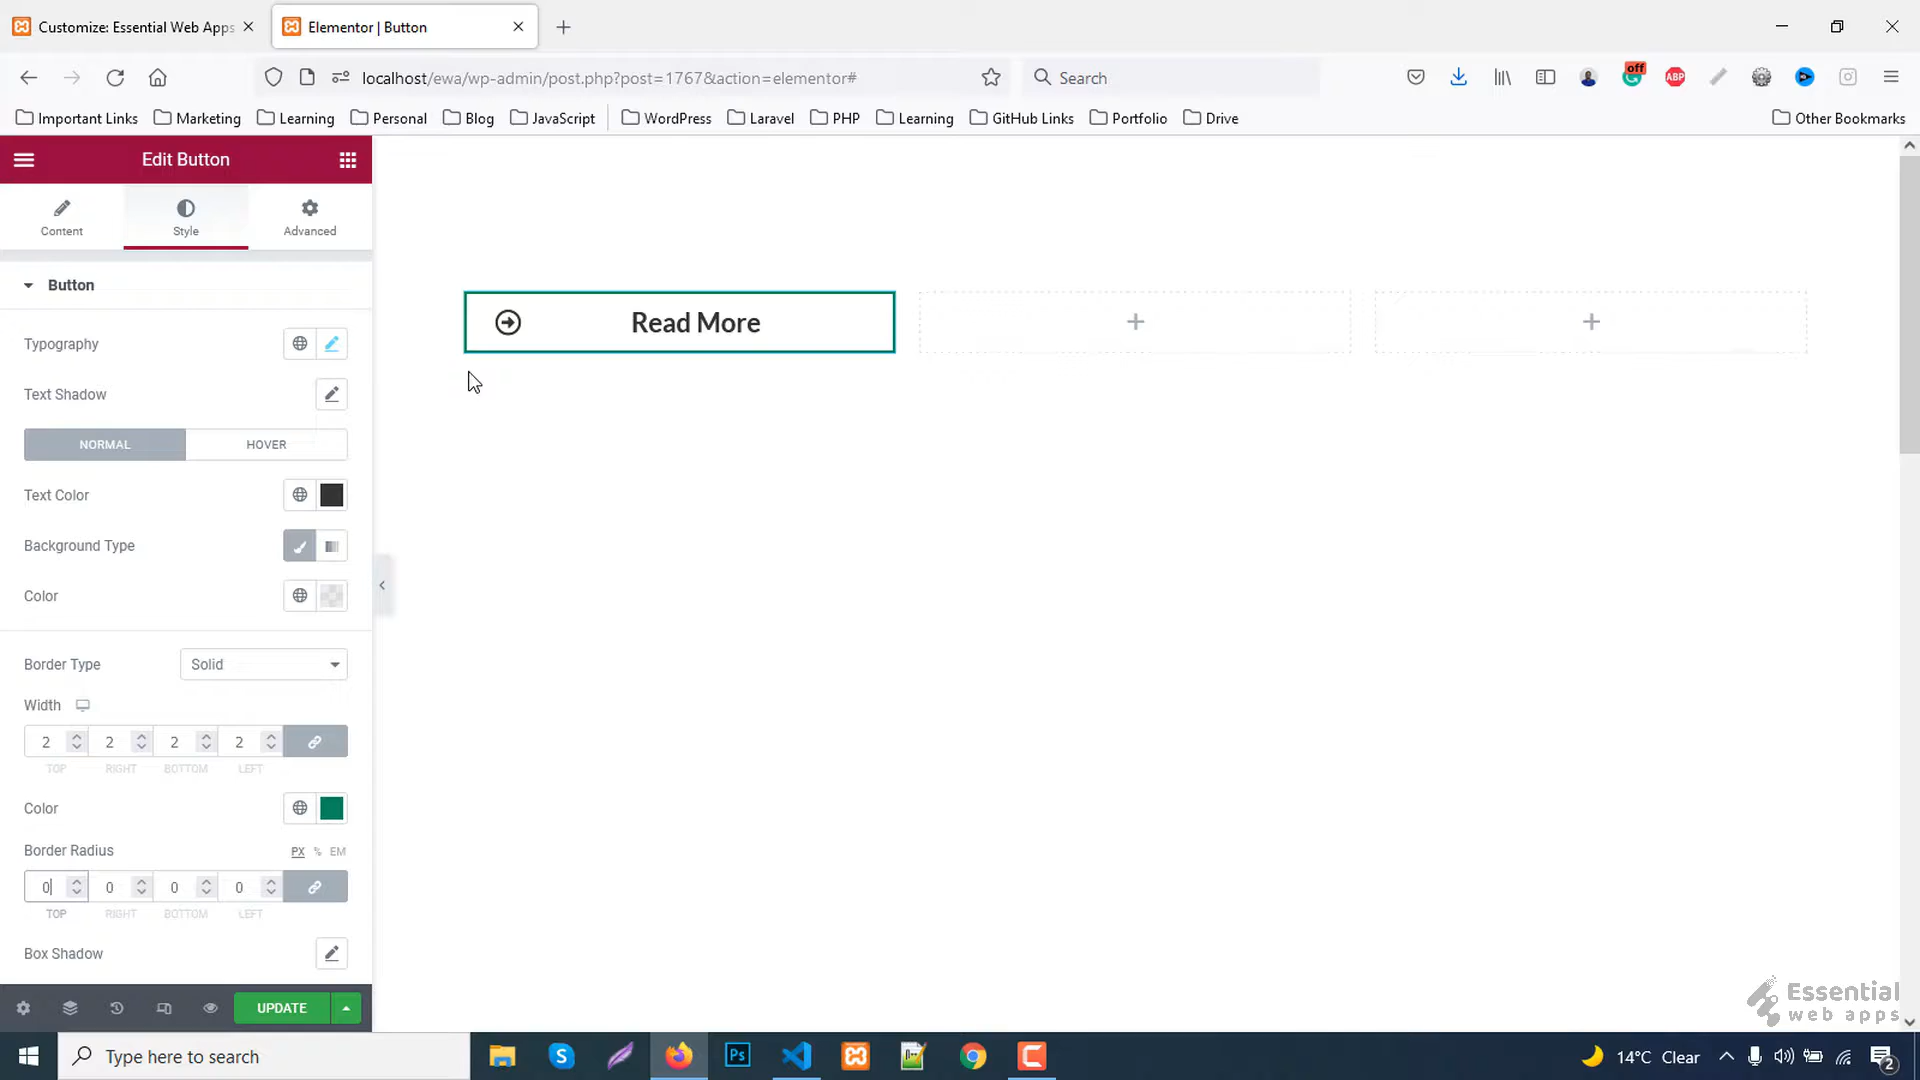 Customize: Essential Web Apps
Elementor | Button
localhost/ewa/wp-admin/post.php?post=1767&action=elementor#
Search
off
ABP
Important Links
Marketing
Learning
Personal
Blog
JavaScript
WordPress
Laravel
PHP
Learning
GitHub Links
Portfolio
Drive
Other Bookmarks
Edit Button
Content
Style
Advanced
Button
Read More
Typography
Text Shadow
NORMAL
HOVER
Text Color
Background Type
Color
Border Type
Solid
Width
2 2 2 2
TOP RIGHT BOTTOM LEFT
Color
Border Radius
PX % EM
0 0 0 0
TOP RIGHT BOTTOM LEFT
Box Shadow
UPDATE
Essential
web apps
Type here to search
S
Ps
14°C Clear
2